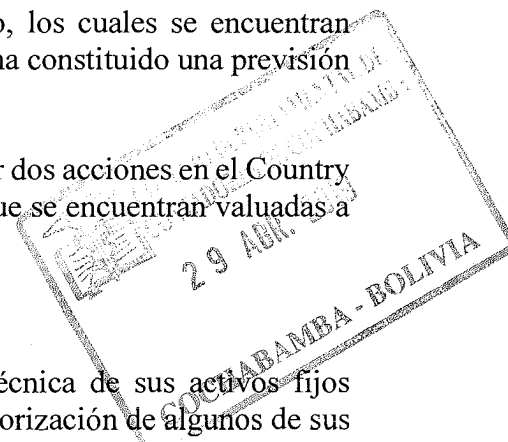 o, los cuales se encuentran
na constituido una previsión
r dos acciones en el Country
ue se encuentran valuadas a
29 ABR.
COCHABAMBA - BOLIVIA
écnica de sus activos fijos
orización de algunos de sus